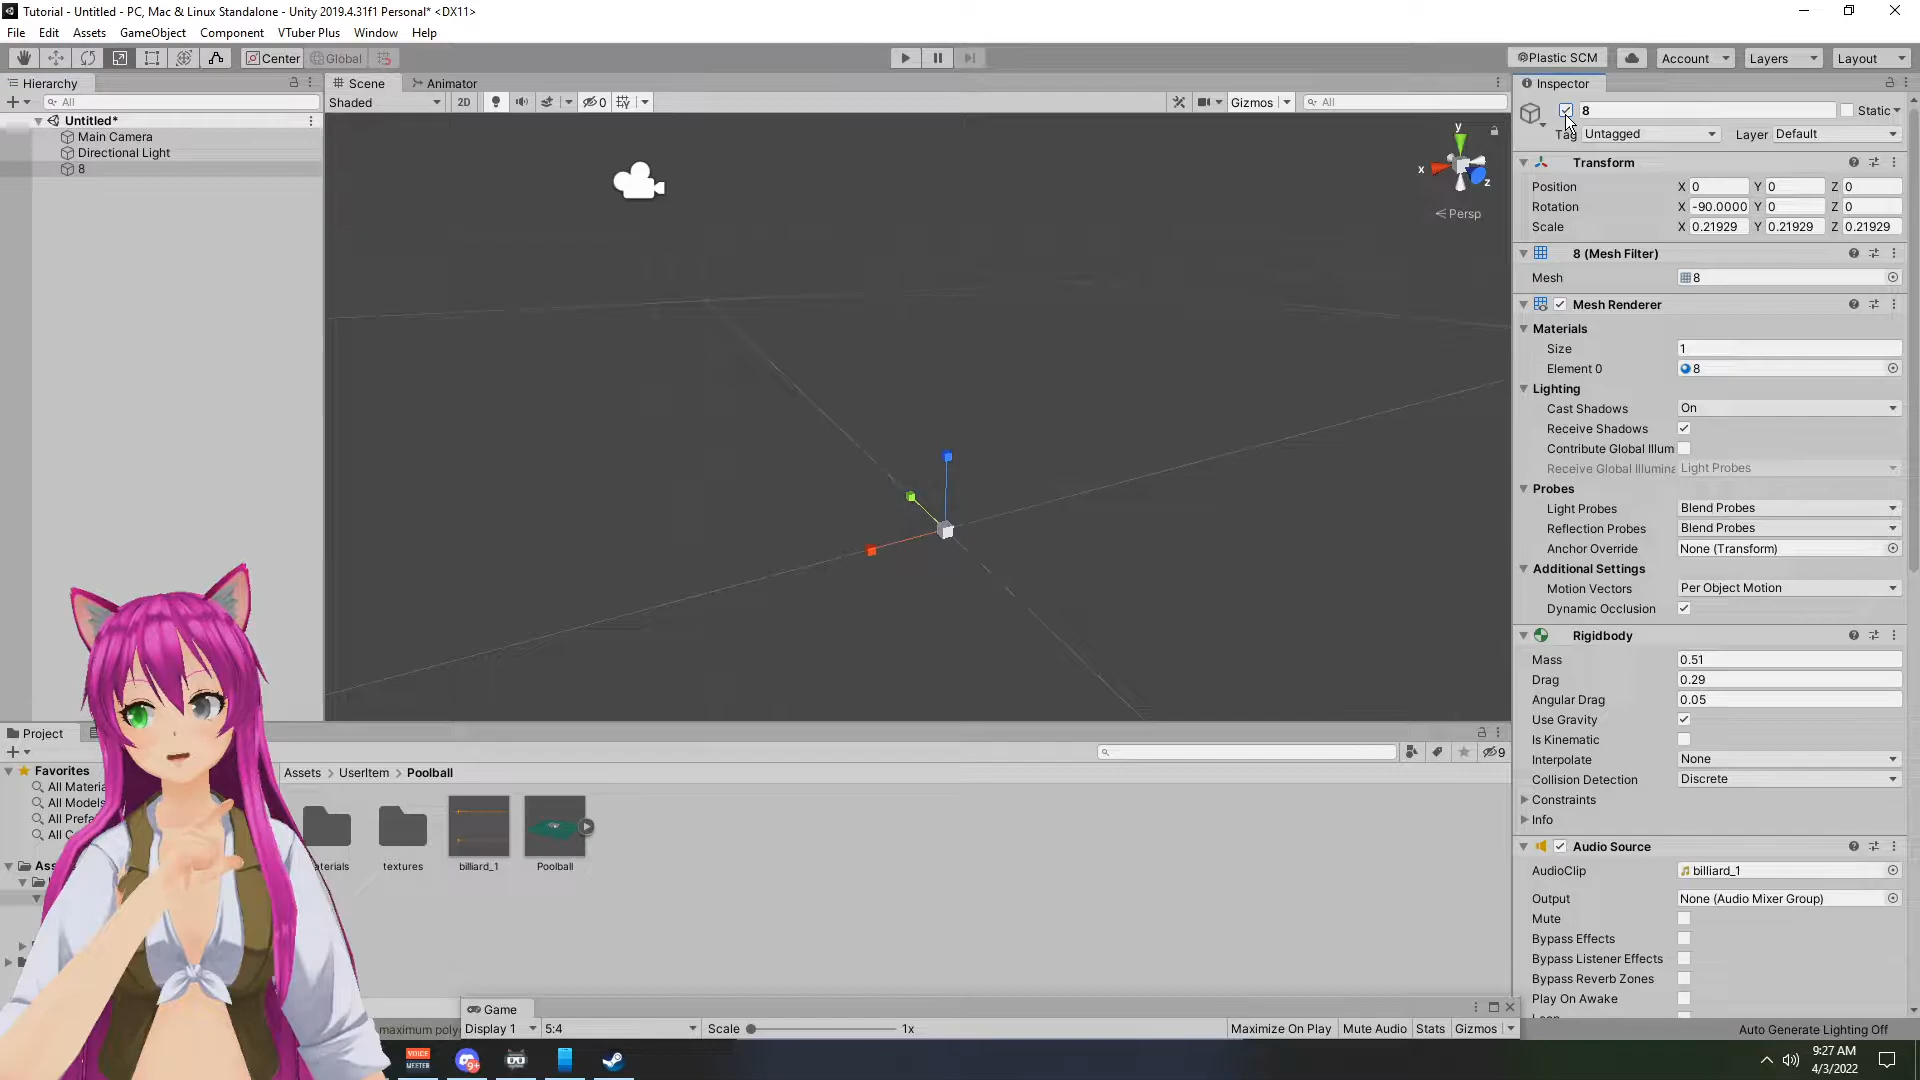 Tutorial - Untitled - PC, Mac & Linux Standalone - Unity 2019.4.31f1 Personal* <DX11>
File Edit Assets GameObject Component VTuber Plus Window Help
Center Global
Plastic SCM Account Layers Layout
Hierarchy
All
Untitled*
Main Camera
Directional Light
8
Scene Animator
Shaded 2D 0 Gizmos All
y
x
z
Persp
Inspector
8 Static
Tag Untagged Layer Default
Transform
Position X 0 Y 0 Z 0
Rotation X -90.0000 Y 0 Z 0
Scale X 0.21929 Y 0.21929 Z 0.21929
8 (Mesh Filter)
Mesh 8
Mesh Renderer
Materials
Size 1
Element 0 8
Lighting
Cast Shadows On
Receive Shadows
Contribute Global Illum
Receive Global Illumina Light Probes
Probes
Light Probes Blend Probes
Reflection Probes Blend Probes
Anchor Override None (Transform)
Additional Settings
Motion Vectors Per Object Motion
Dynamic Occlusion
Rigidbody
Mass 0.51
Drag 0.29
Angular Drag 0.05
Use Gravity
Is Kinematic
Interpolate None
Collision Detection Discrete
Constraints
Info
Audio Source
AudioClip billiard_1
Output None (Audio Mixer Group)
Mute
Bypass Effects
Bypass Listener Effects
Bypass Reverb Zones
Play On Awake
Project
9
Favorites
All Materia
All Models
All Prefa
Assets > UserItem > Poolball
textures billiard_1 Poolball
Game
Display 1 5:4 Scale 1x Maximize On Play Mute Audio Stats Gizmos
Auto Generate Lighting Off
VOICE
MEETER
9+
9:27 AM
4/3/2022